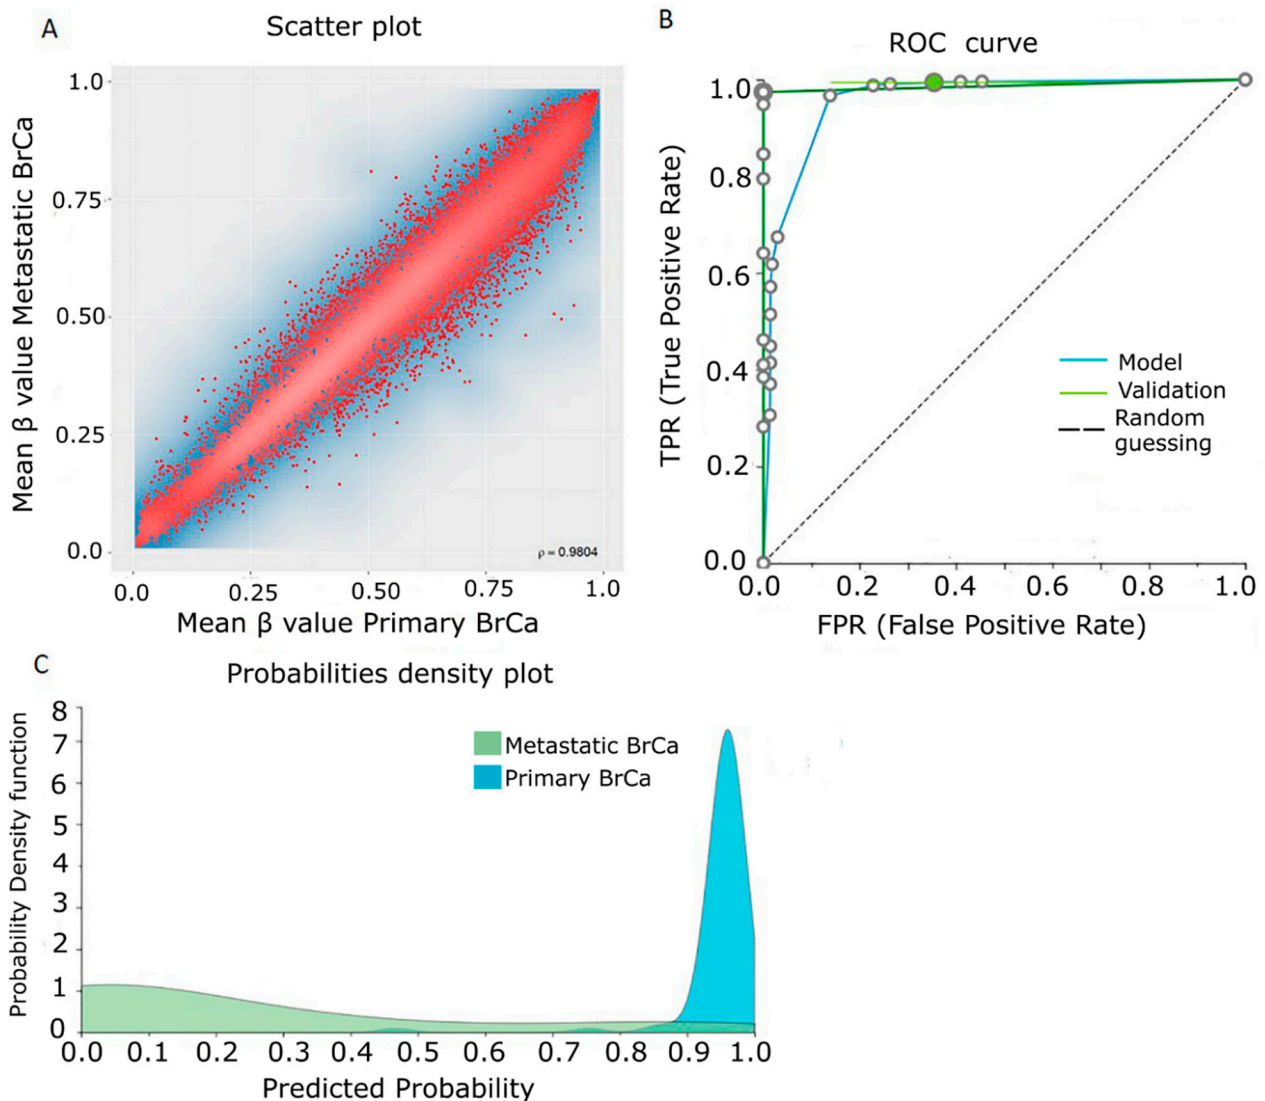 A
Scatter plot
Mean β value Metastatic BrCa
1.0
0.75
0.50
0.25
0.0
ρ = 0.9804
0.0 0.25 0.50 0.75 1.0
Mean β value Primary BrCa
B
ROC curve
TPR (True Positive Rate)
1.0
0.8
0.6
0.4
0.2
0.0
Model
Validation
Random
guessing
0.0 0.2 0.4 0.6 0.8 1.0
FPR (False Positive Rate)
C
Probabilities density plot
Probability Density function
8
7
6
5
4
3
2
1
0
Metastatic BrCa
Primary BrCa
0.0 0.1 0.2 0.3 0.4 0.5 0.6 0.7 0.8 0.9 1.0
Predicted Probability